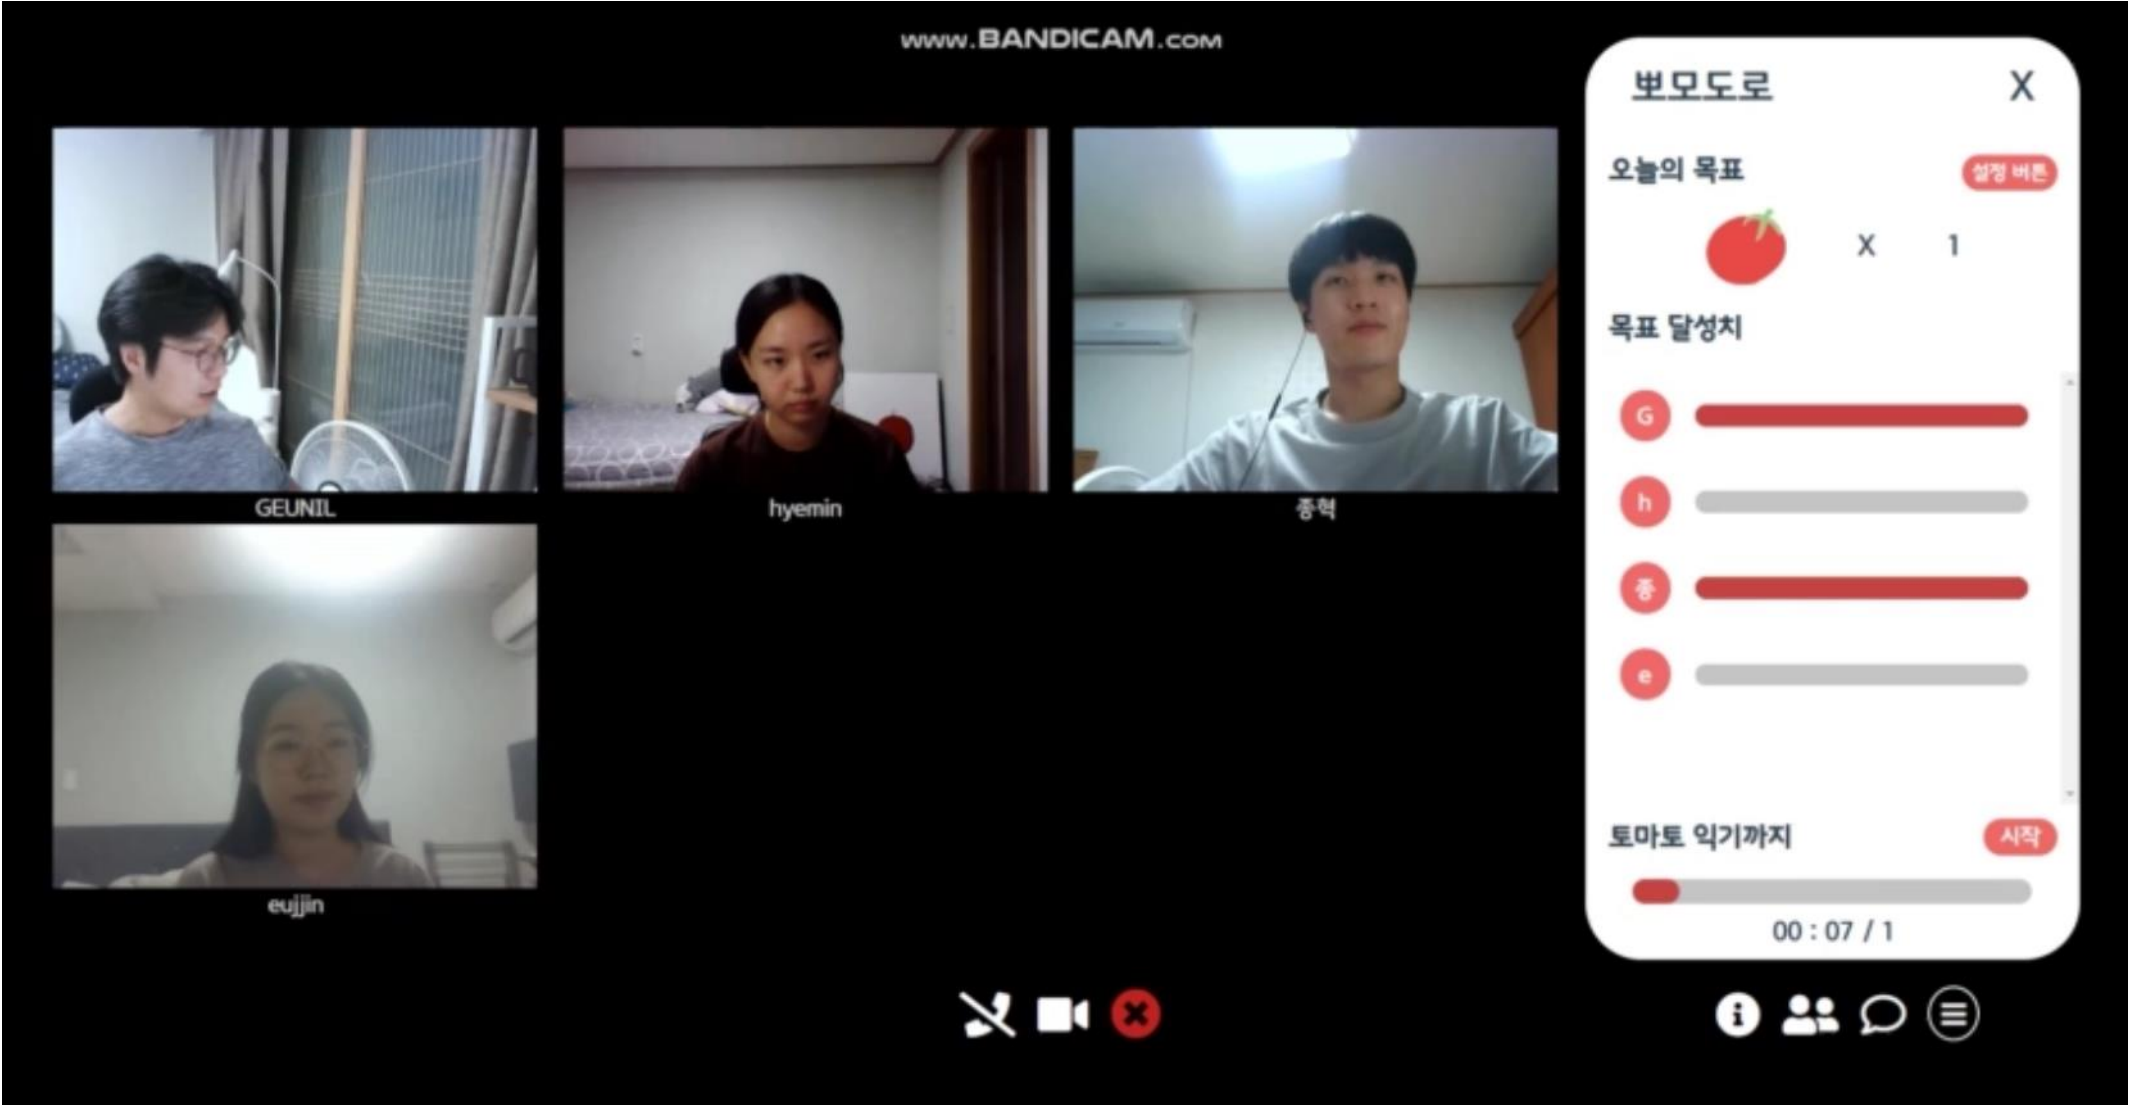 www.BANDICAM.COM
GEUNIL
hyemin
종혁
eujjin
뽀모도로 X
오늘의 목표 설정 버튼
X 1
목표 달성치
G
h
종
e
토마토 익기까지 시작
00 : 07 / 1